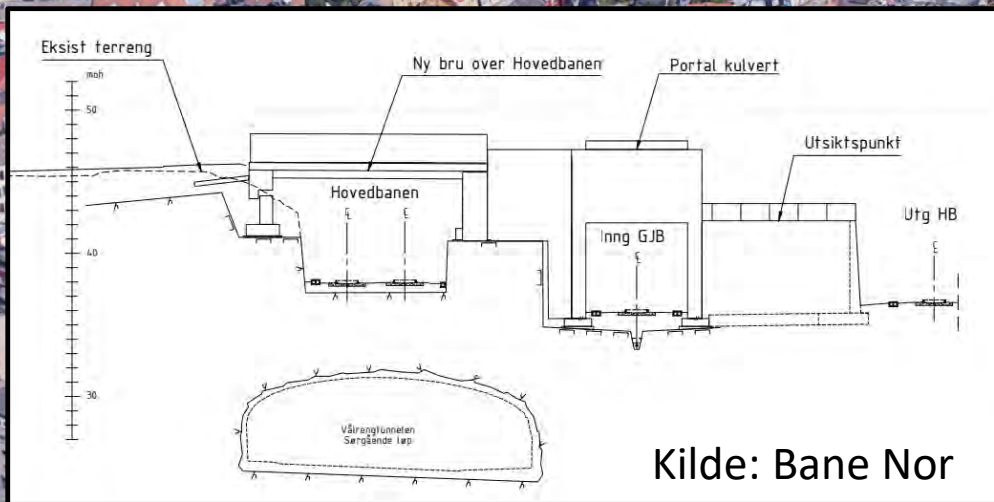 Eksist terreng
Ny bru over Hovedbanen
Portal kulvert
Utsiktspunkt
moh
50
Hovedbanen
Utg HB
Inng GJB
40
30
Vålrengtunnelen
Sørgående løp
Kilde: Bane Nor